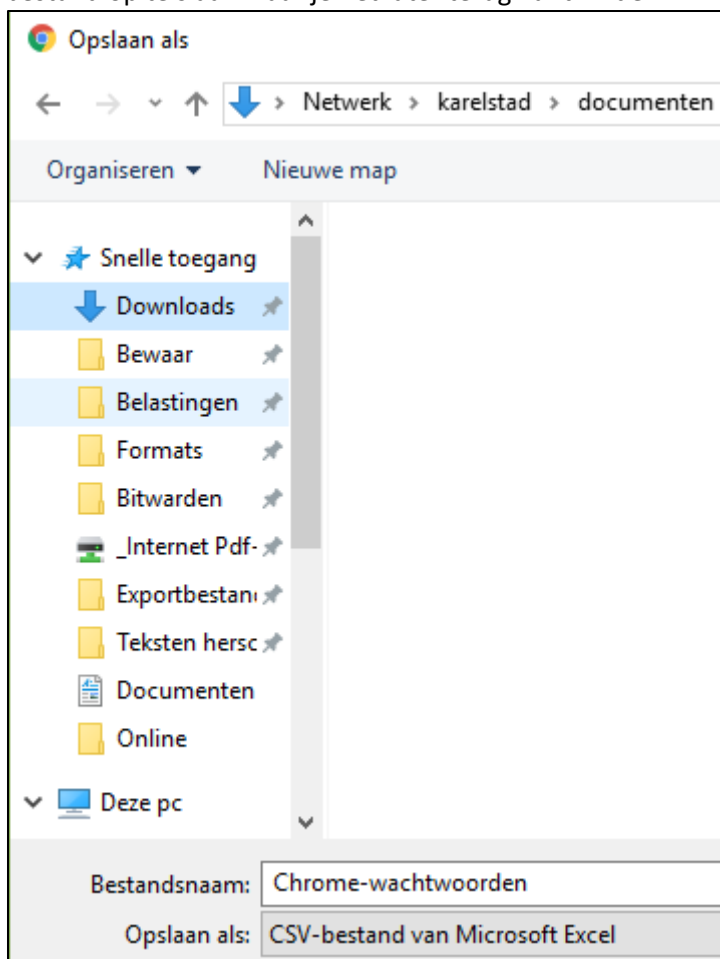 Opslaan als
Netwerk > karelstad > documenten
Organiseren Nieuwe map
Snelle toegang
Downloads
Bewaar
Belastingen
Formats
Bitwarden
_Internet Pdf-
Exportbestan
Teksten hersc
Documenten
Online
Deze pc
Bestandsnaam: Chrome-wachtwoorden
Opslaan als: CSV-bestand van Microsoft Excel